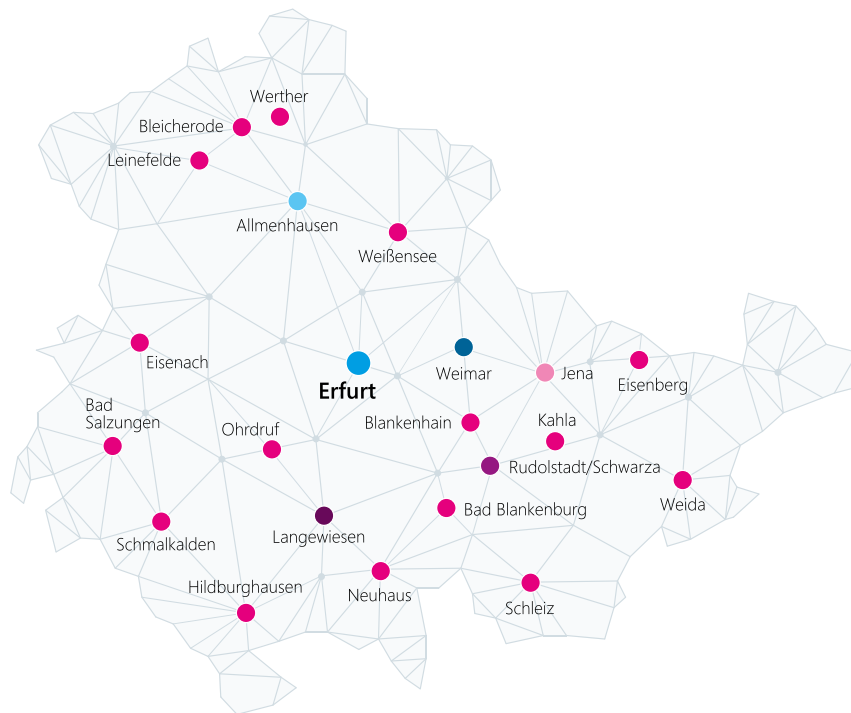 Werther
Bleicherode
Leinefelde
Allmenhausen
Weißensee
Eisenach
Erfurt
Weimar
Jena
Eisenberg
Bad
Salzungen
Ohrdruf
Blankenhain
Kahla
Rudolstadt/Schwarza
Weida
Bad Blankenburg
Schmalkalden
Langewiesen
Hildburghausen
Neuhaus
Schleiz